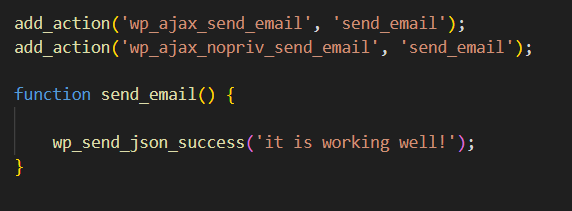 add_action('wp_ajax_send_email', 'send_email');
add_action('wp_ajax_nopriv_send_email', 'send_email');
function send_email() {
wp_send_json_success('it is working well!');
}